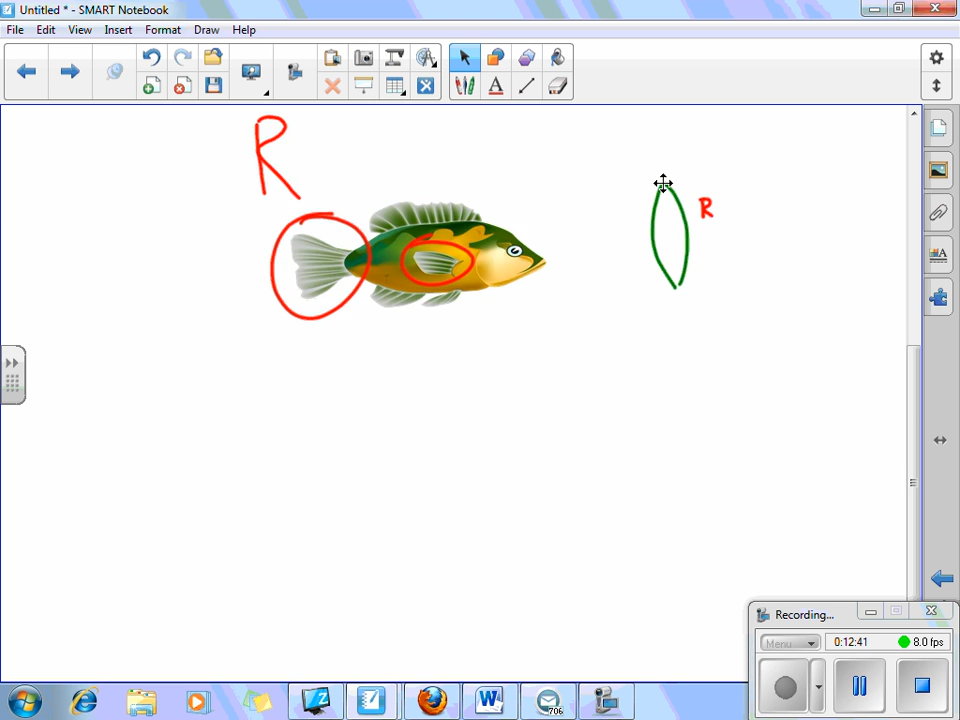 Untitled * - SMART Notebook
File Edit View Insert Format Draw Help
R
R
Recording...
Menu
0:12:41
8.0 fps
706